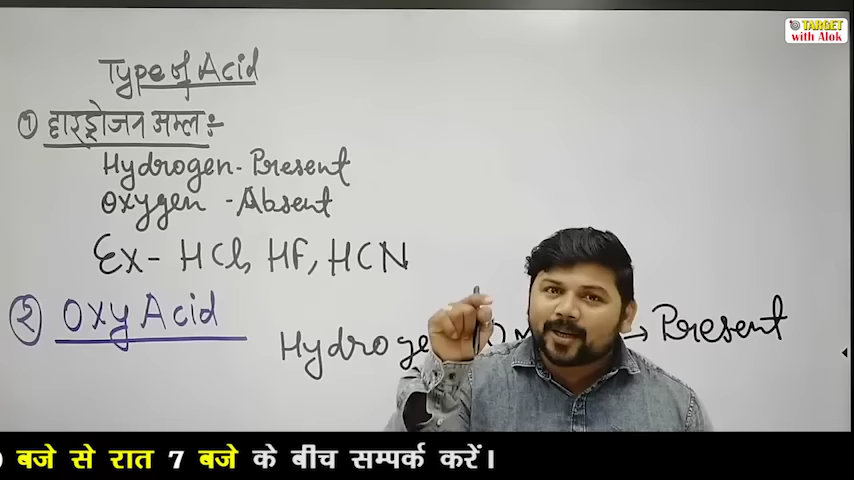 TARGET
with Alok
Type of Acid
① हाइड्रोजन अम्ल :-
Hydrogen - Present
Oxygen - Absent
Ex - HCl, HF, HCN
② Oxy Acid
→ Present
बजे से रात 7 बजे के बीच सम्पर्क करें।